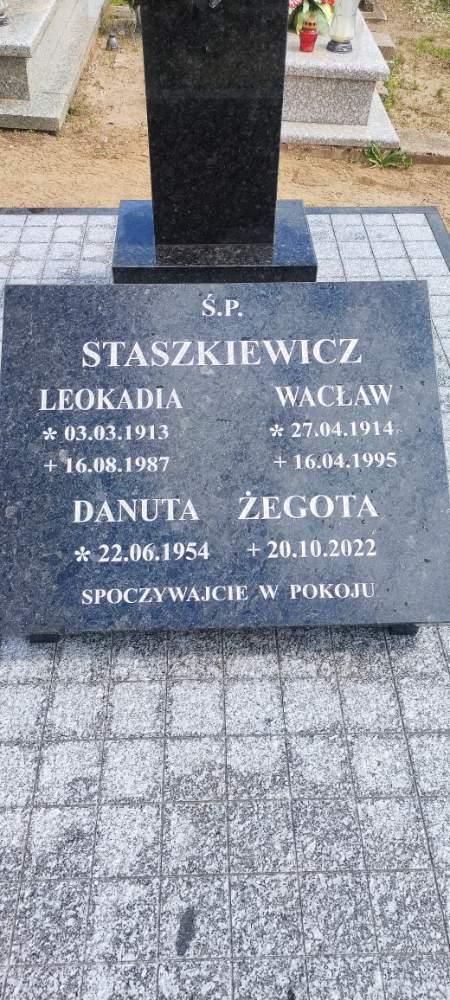 Ś.P.
STASZKIEWICZ
LEOKADIA WACŁAW
* 03.03.1913 * 27.04.1914
+ 16.08.1987 + 16.04.1995
DANUTA ŻEGOTA
* 22.06.1954 + 20.10.2022
SPOCZYWAJCIE W POKOJU